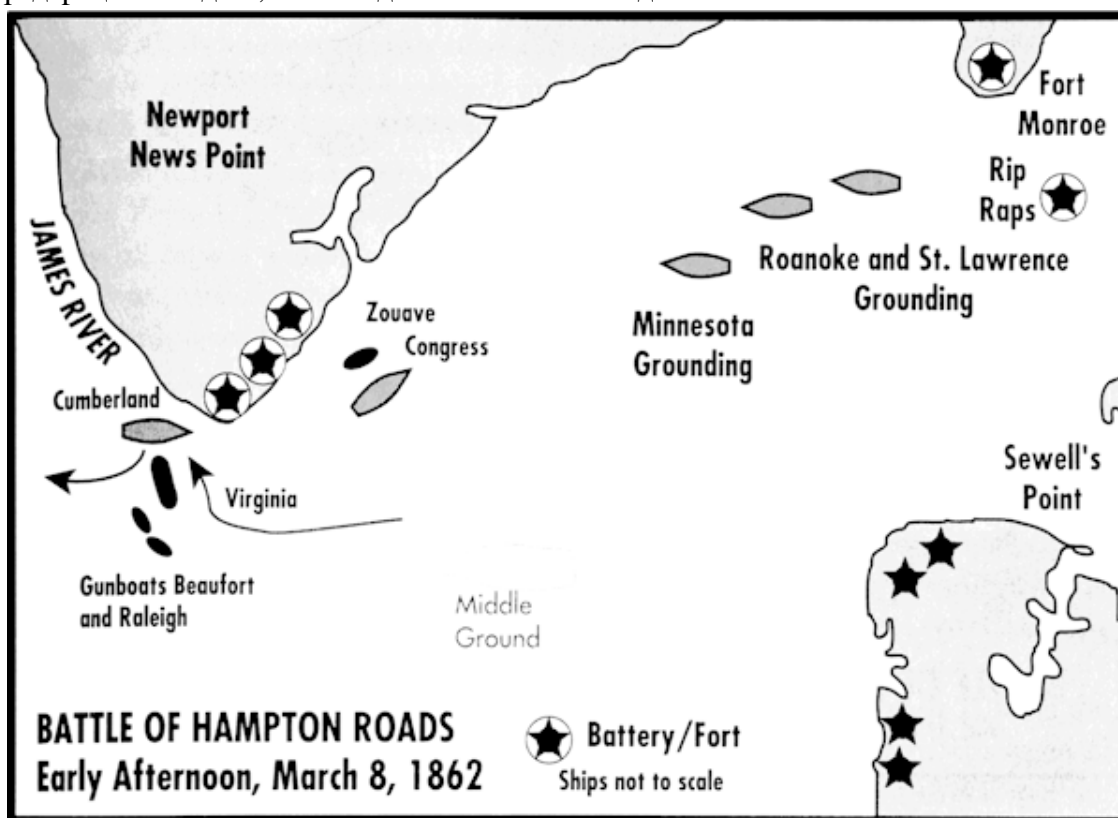 Newport
News Point
Fort
Monroe
Rip
Raps
JAMES RIVER
Roanoke and St. Lawrence
Grounding
Zouave
Congress
Minnesota
Grounding
Cumberland
Sewell's
Point
Virginia
Gunboats Beaufort
and Raleigh
Middle
Ground
BATTLE OF HAMPTON ROADS
Early Afternoon, March 8, 1862
Battery/Fort
Ships not to scale